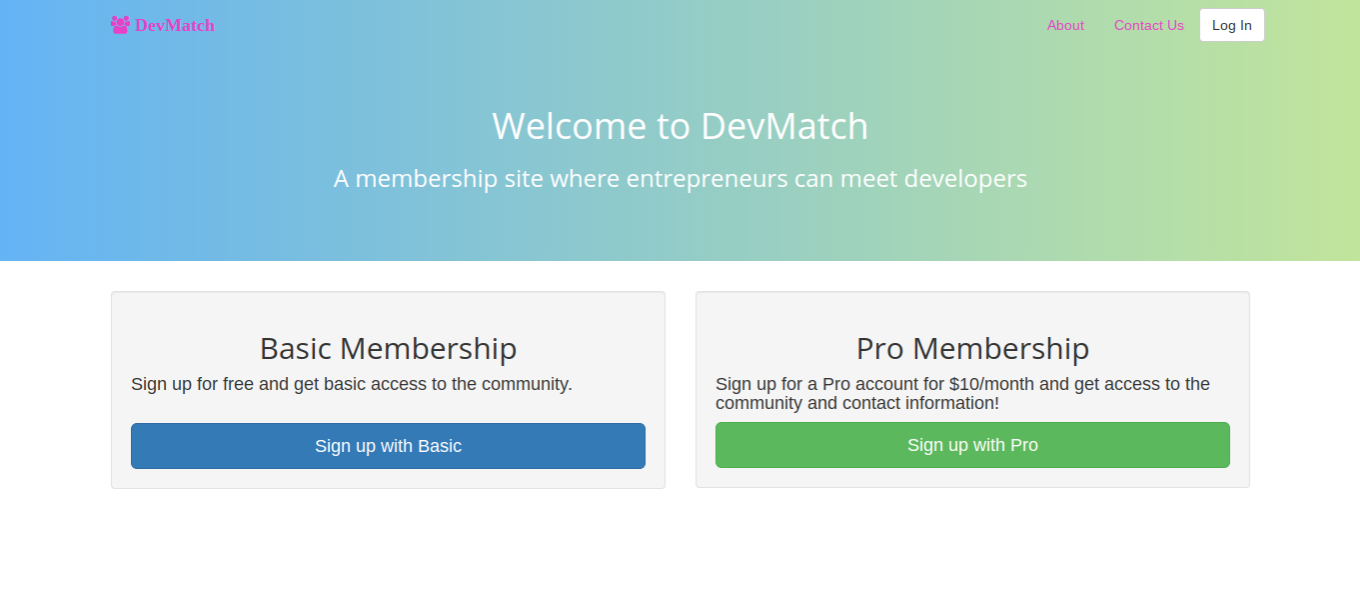 DevMatch
About
Contact Us
Log In
Welcome to DevMatch
A membership site where entrepreneurs can meet developers
Basic Membership
Sign up for free and get basic access to the community.
Sign up with Basic
Pro Membership
Sign up for a Pro account for $10/month and get access to the
community and contact information!
Sign up with Pro